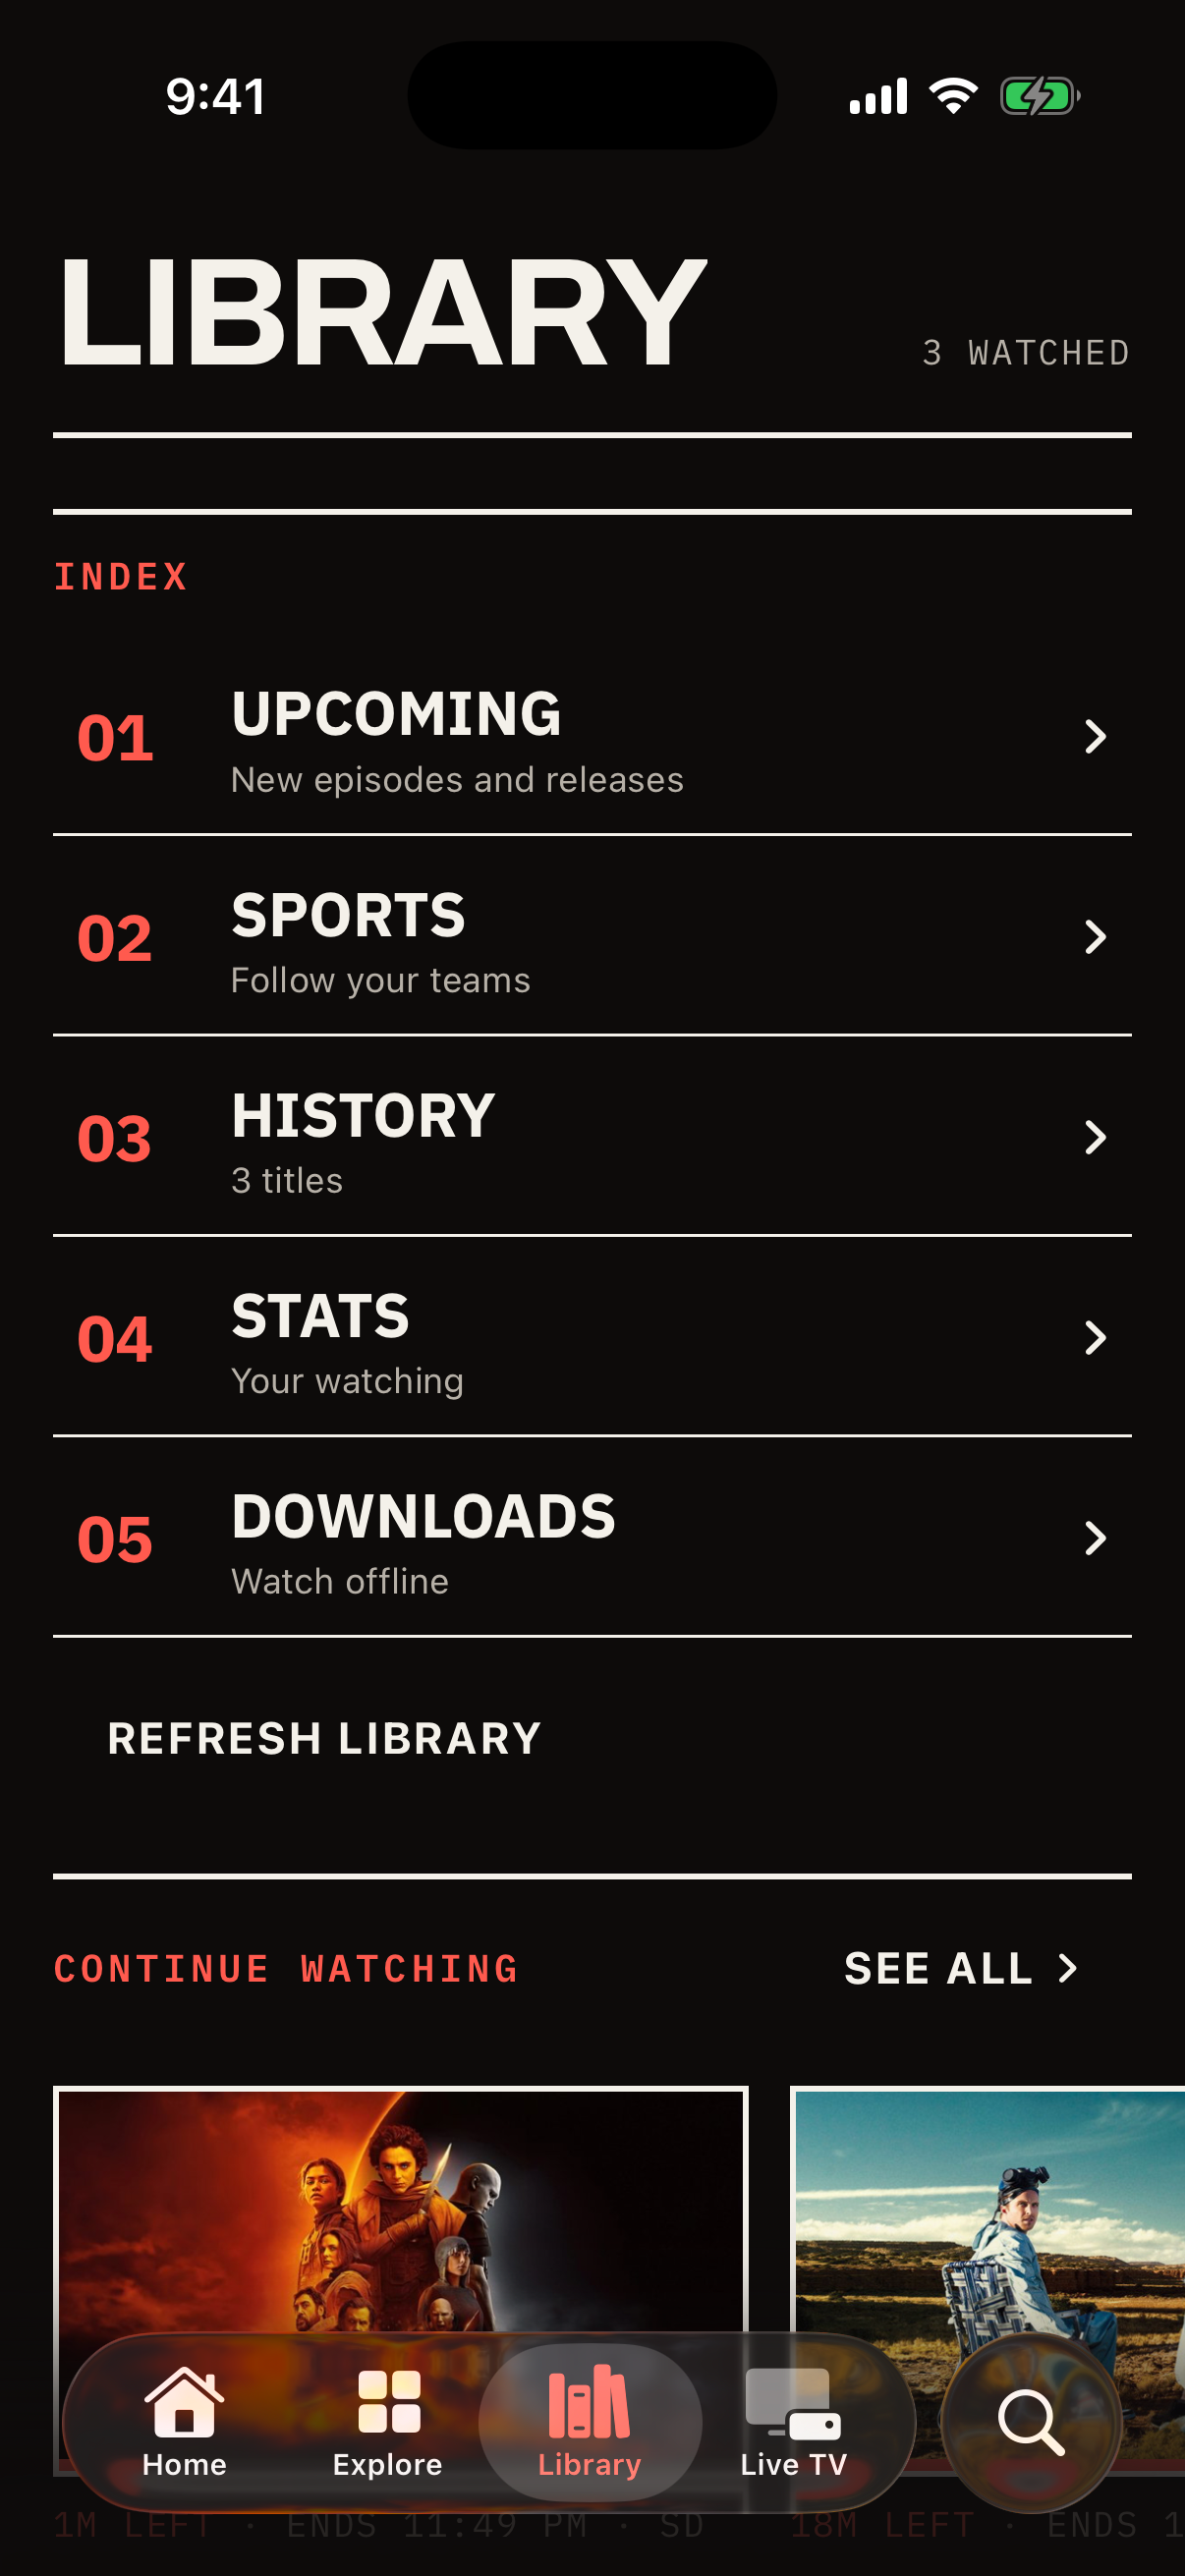 9:41
LIBRARY
3 WATCHED
INDEX
01
UPCOMING
New episodes and releases
02
SPORTS
Follow your teams
03
HISTORY
3 titles
04
STATS
Your watching
05
DOWNLOADS
Watch offline
REFRESH LIBRARY
CONTINUE WATCHING
SEE ALL
Home
Explore
Library
Live TV
1M LEFT · ENDS 11:49 PM · SD
18M LEFT · ENDS